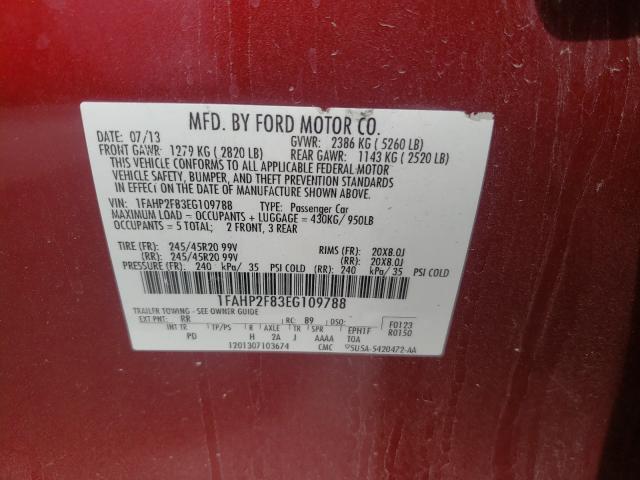 MFD. BY FORD MOTOR CO.
DATE: 07/13 GVWR: 2386 KG ( 5260 LB)
FRONT GAWR: 1279 KG ( 2820 LB) REAR GAWR: 1143 KG ( 2520 LB)
THIS VEHICLE CONFORMS TO ALL APPLICABLE FEDERAL MOTOR
VEHICLE SAFETY, BUMPER, AND THEFT PREVENTION STANDARDS
IN EFFECT ON THE DATE OF MANUFACTURE SHOWN ABOVE.
VIN: 1FAHP2F83EG109788 TYPE: Passenger Car
MAXIMUM LOAD - OCCUPANTS + LUGGAGE = 430KG/ 950LB
OCCUPANTS = 5 TOTAL; 2 FRONT, 3 REAR
TIRE (FR): 245/45R20 99V RIMS (FR): 20X8.0J
(RR): 245/45R20 99V (RR): 20X8.0J
PRESSURE (FR): 240 kPa/ 35 PSI COLD (RR): 240 kPa/ 35 PSI COLD
1FAHP2F83EG109788
TRAILER TOWING - SEE OWNER GUIDE
EXT PNT: RR RC: 89 DSO: F0123
INT TR TP/PS R AXLE TR SPR EPH1F R0150
PD H 2A J AAAA TOA
1201307103674 CMC 5U5A-5420472-AA